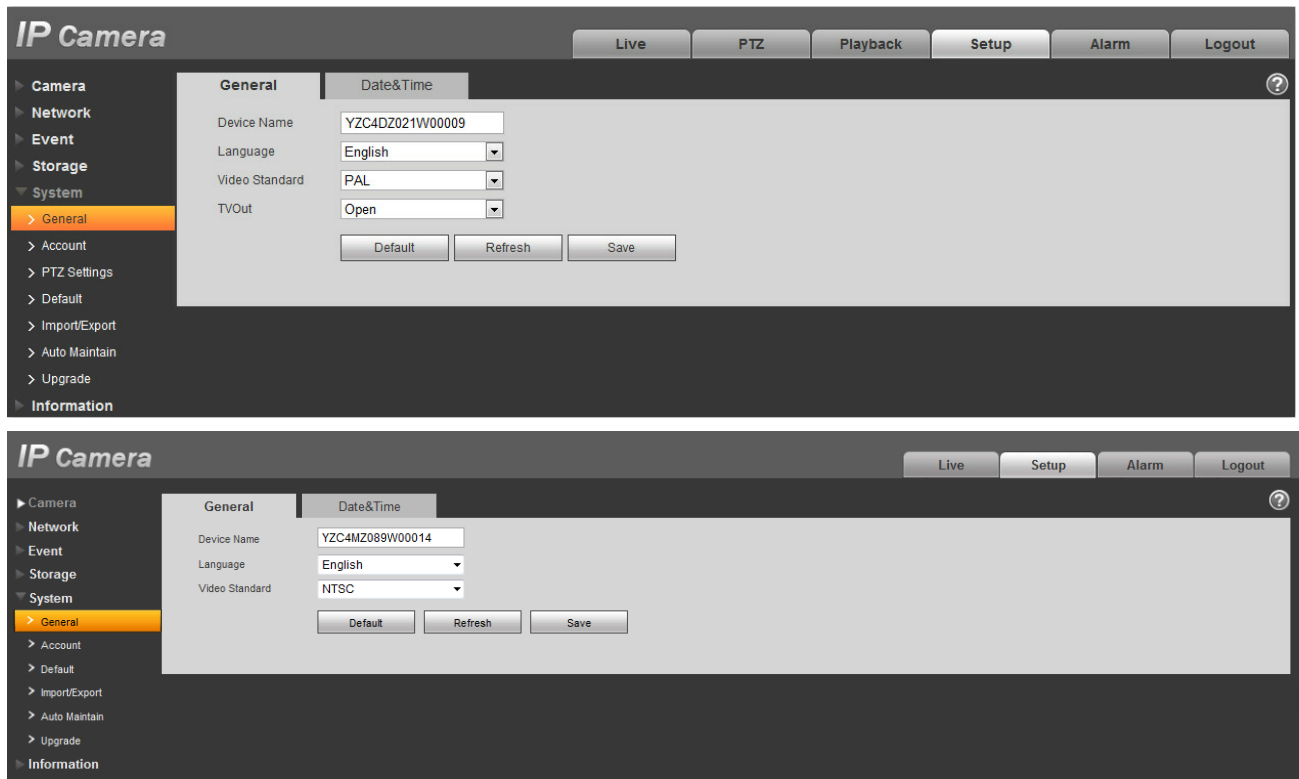 IP Camera
Live PTZ Playback Setup Alarm Logout
Camera
Network
Event
Storage
System
General
Account
PTZ Settings
Default
Import/Export
Auto Maintain
Upgrade
Information
General Date&Time
?
Device Name YZC4DZ021W00009
Language English
Video Standard PAL
TVOut Open
Default Refresh Save
IP Camera
Live Setup Alarm Logout
Camera
Network
Event
Storage
System
General
Account
Default
Import/Export
Auto Maintain
Upgrade
Information
General Date&Time
?
Device Name YZC4MZ089W00014
Language English
Video Standard NTSC
Default Refresh Save